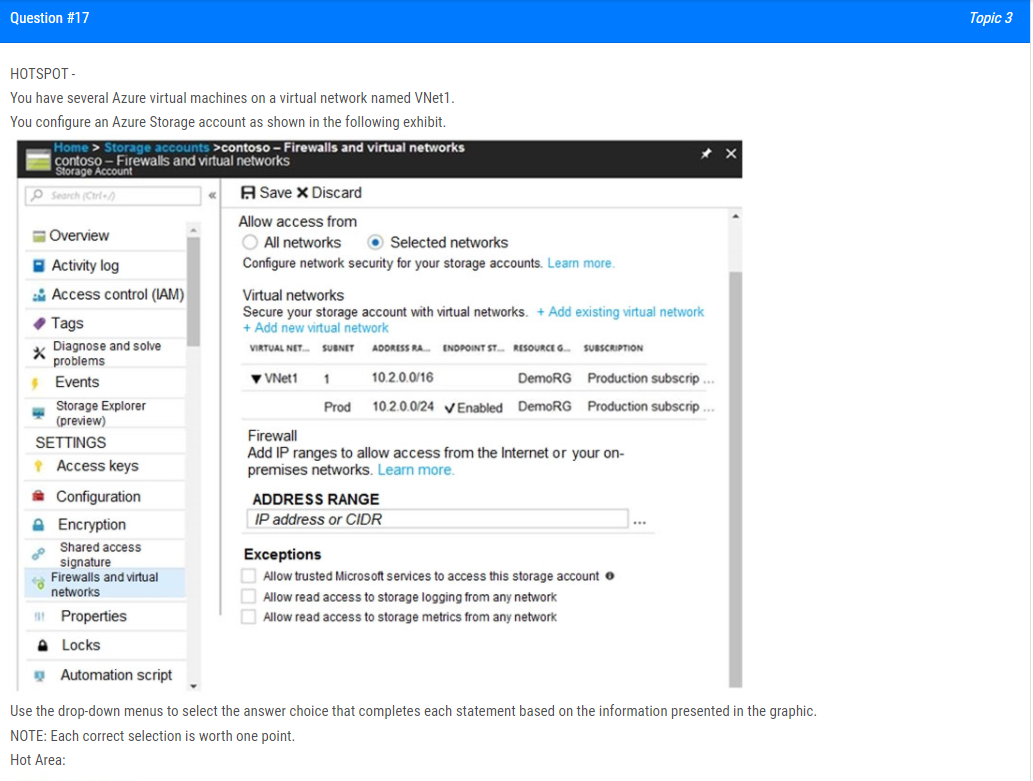 Question #17
Topic 3
HOTSPOT -
You have several Azure virtual machines on a virtual network named VNet1.
You configure an Azure Storage account as shown in the following exhibit.
Home > Storage accounts >contoso – Firewalls and virtual networks
contoso – Firewalls and virtual networks
Storage Account
Search (Ctrl+/)
«
Overview
Activity log
Access control (IAM)
Tags
Diagnose and solve
problems
Events
Storage Explorer
(preview)
SETTINGS
Access keys
Configuration
Encryption
Shared access
signature
Firewalls and virtual
networks
Properties
Locks
Automation script
Save Discard
Allow access from
All networks Selected networks
Configure network security for your storage accounts. Learn more.
Virtual networks
Secure your storage account with virtual networks. + Add existing virtual network
+ Add new virtual network
VIRTUAL NET... SUBNET ADDRESS RA... ENDPOINT ST... RESOURCE G... SUBSCRIPTION
VNet1 1 10.2.0.0/16 DemoRG Production subscrip ...
Prod 10.2.0.0/24 Enabled DemoRG Production subscrip ...
Firewall
Add IP ranges to allow access from the Internet or your on-
premises networks. Learn more.
ADDRESS RANGE
IP address or CIDR ...
Exceptions
Allow trusted Microsoft services to access this storage account
Allow read access to storage logging from any network
Allow read access to storage metrics from any network
Use the drop-down menus to select the answer choice that completes each statement based on the information presented in the graphic.
NOTE: Each correct selection is worth one point.
Hot Area: